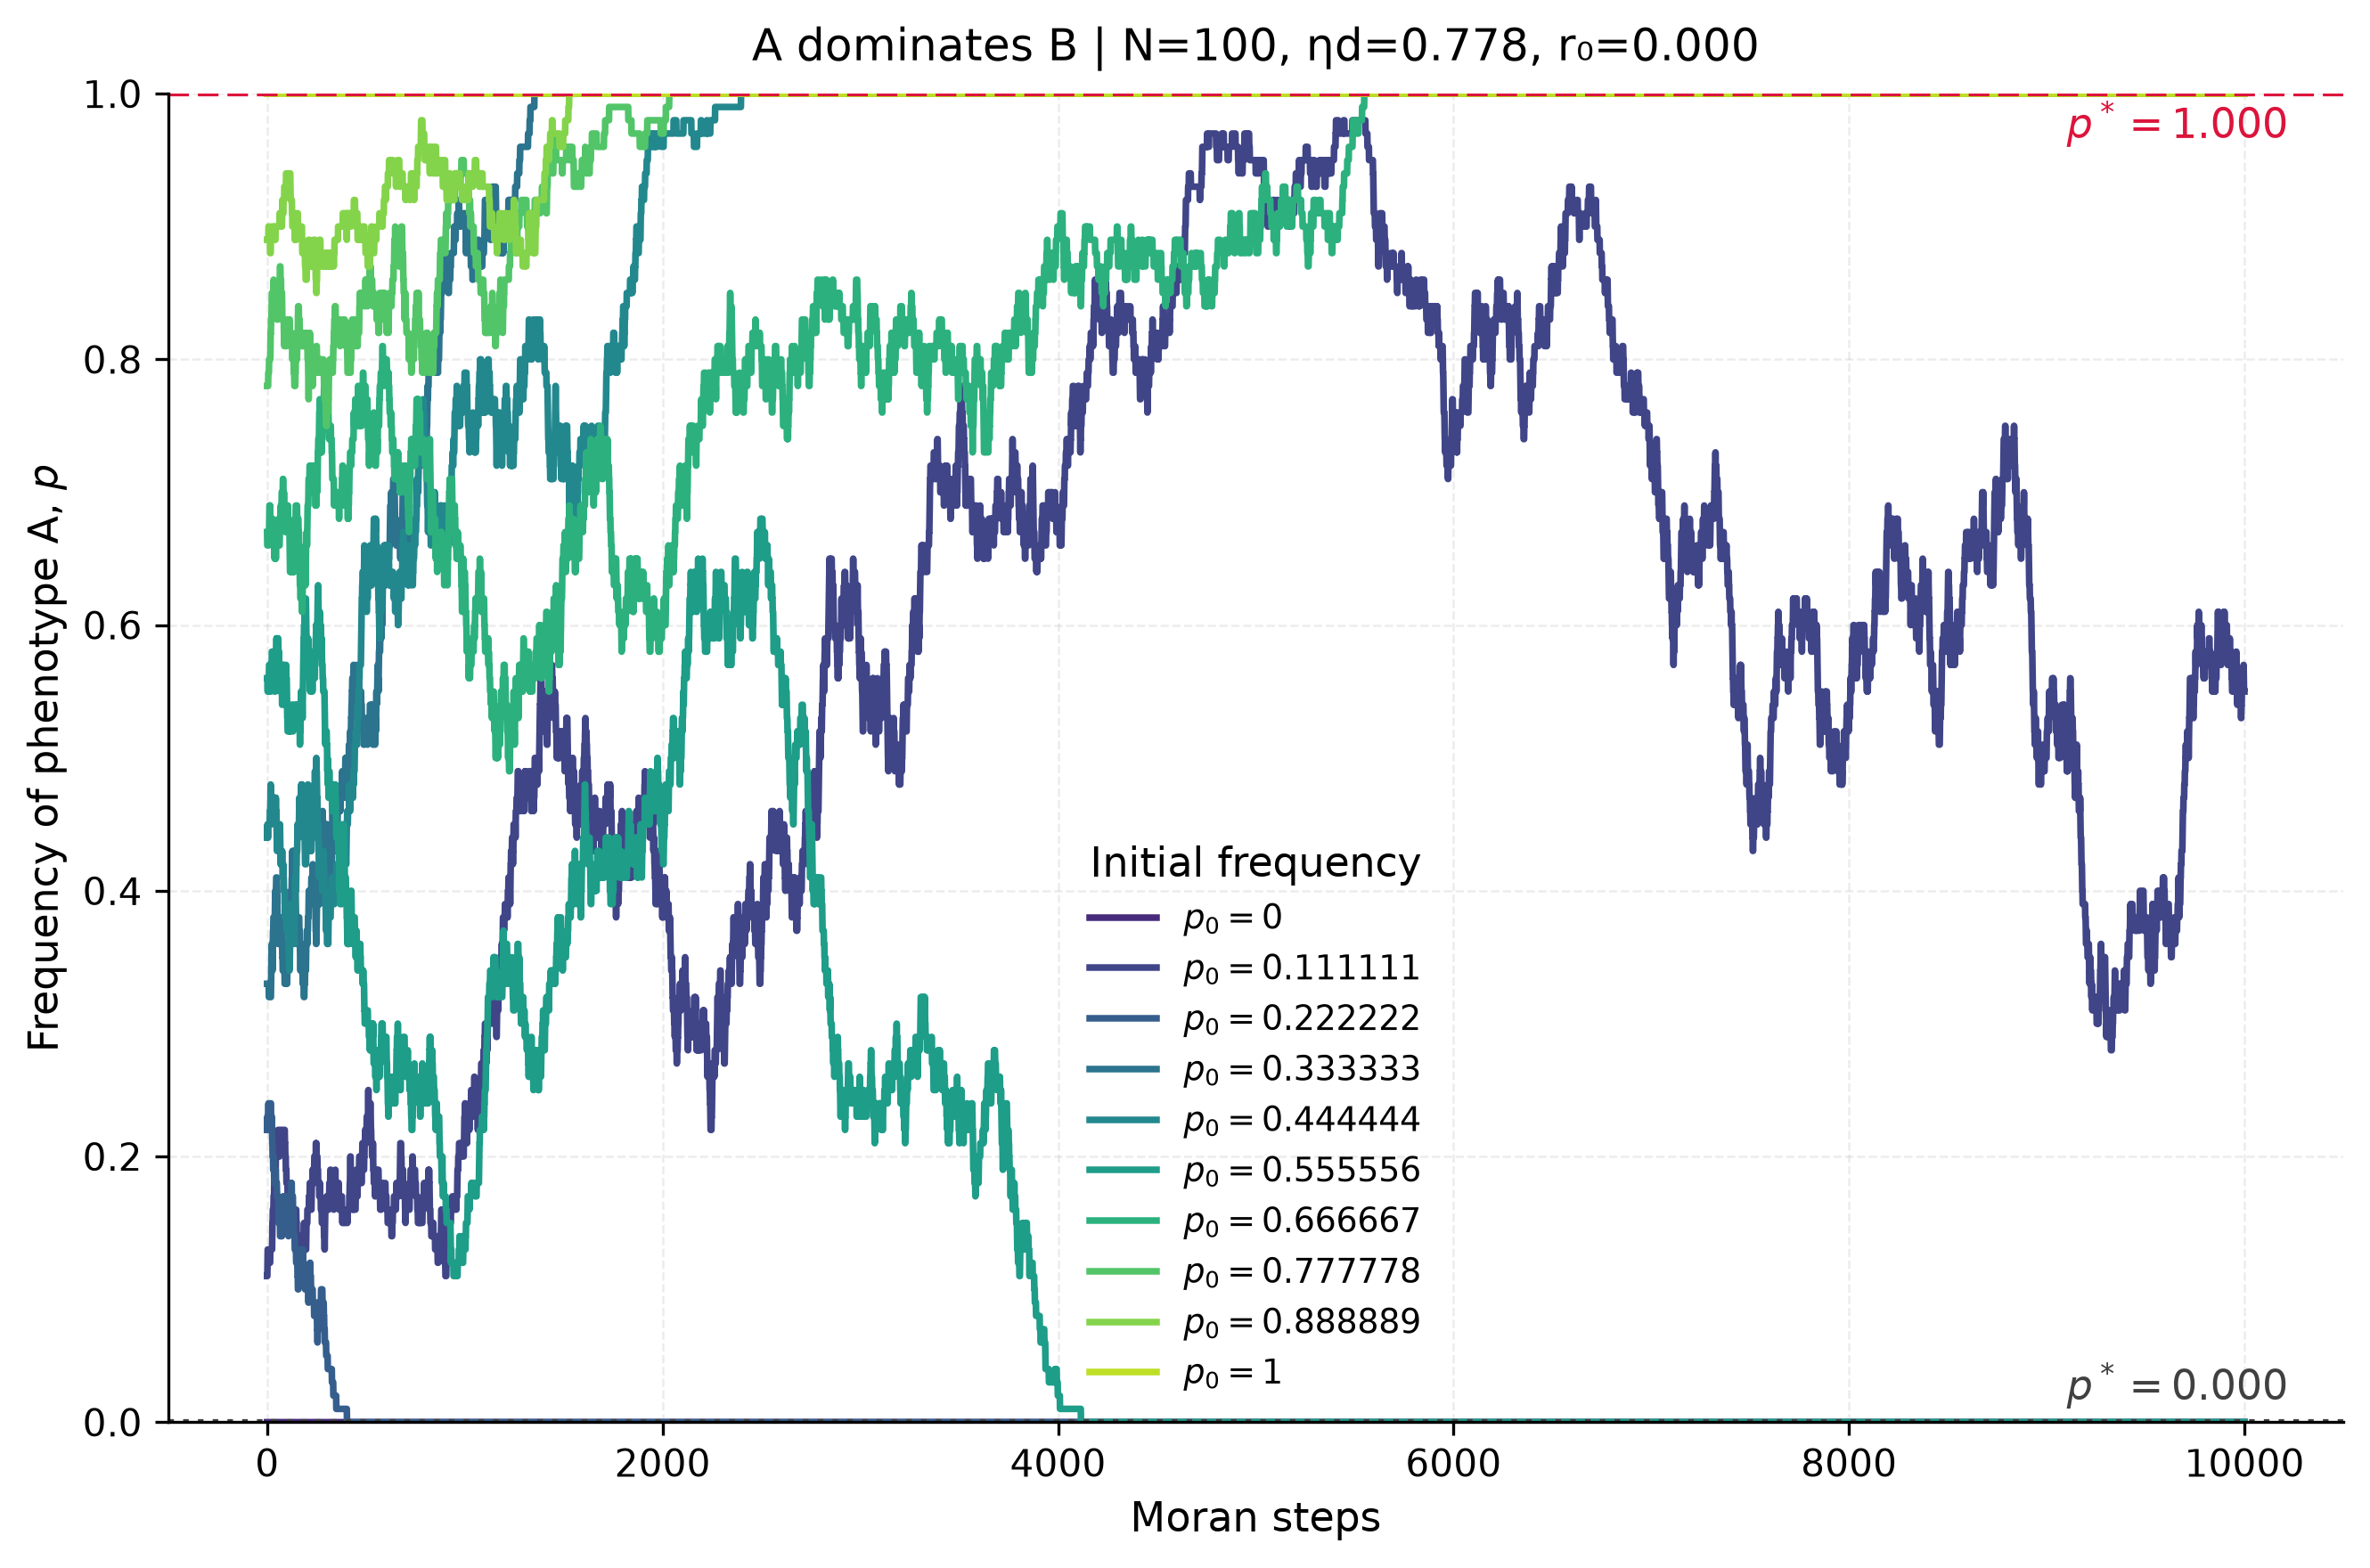 A dominates B | N=100, ηd=0.778, r₀=0.000
1.0
0.8
0.6
0.4
0.2
0.0
Frequency of phenotype A, p
p* = 1.000
Initial frequency
p₀ = 0
p₀ = 0.111111
p₀ = 0.222222
p₀ = 0.333333
p₀ = 0.444444
p₀ = 0.555556
p₀ = 0.666667
p₀ = 0.777778
p₀ = 0.888889
p₀ = 1
p* = 0.000
0 2000 4000 6000 8000 10000
Moran steps